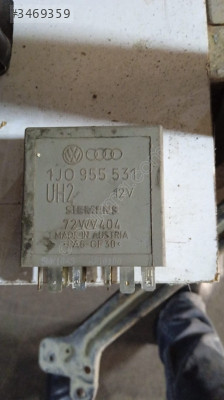 #3469359
1J0 955 531
UH2 12V
SIEMENS
72WY404
MADE IN AUSTRIA